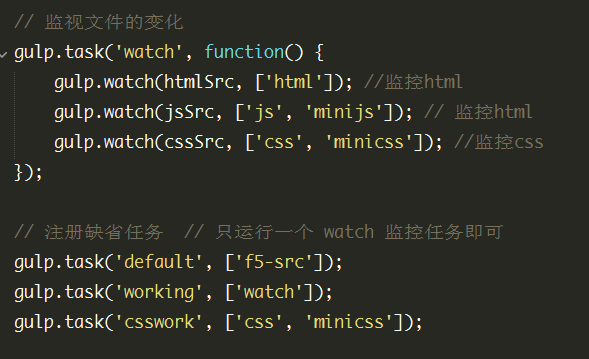 // 监视文件的变化
gulp.task('watch', function() {
gulp.watch(htmlSrc, ['html']); //监控html
gulp.watch(jsSrc, ['js', 'minijs']); // 监控html
gulp.watch(cssSrc, ['css', 'minicss']); //监控css
});
// 注册缺省任务 // 只运行一个 watch 监控任务即可
gulp.task('default', ['f5-src']);
gulp.task('working', ['watch']);
gulp.task('csswork', ['css', 'minicss']);